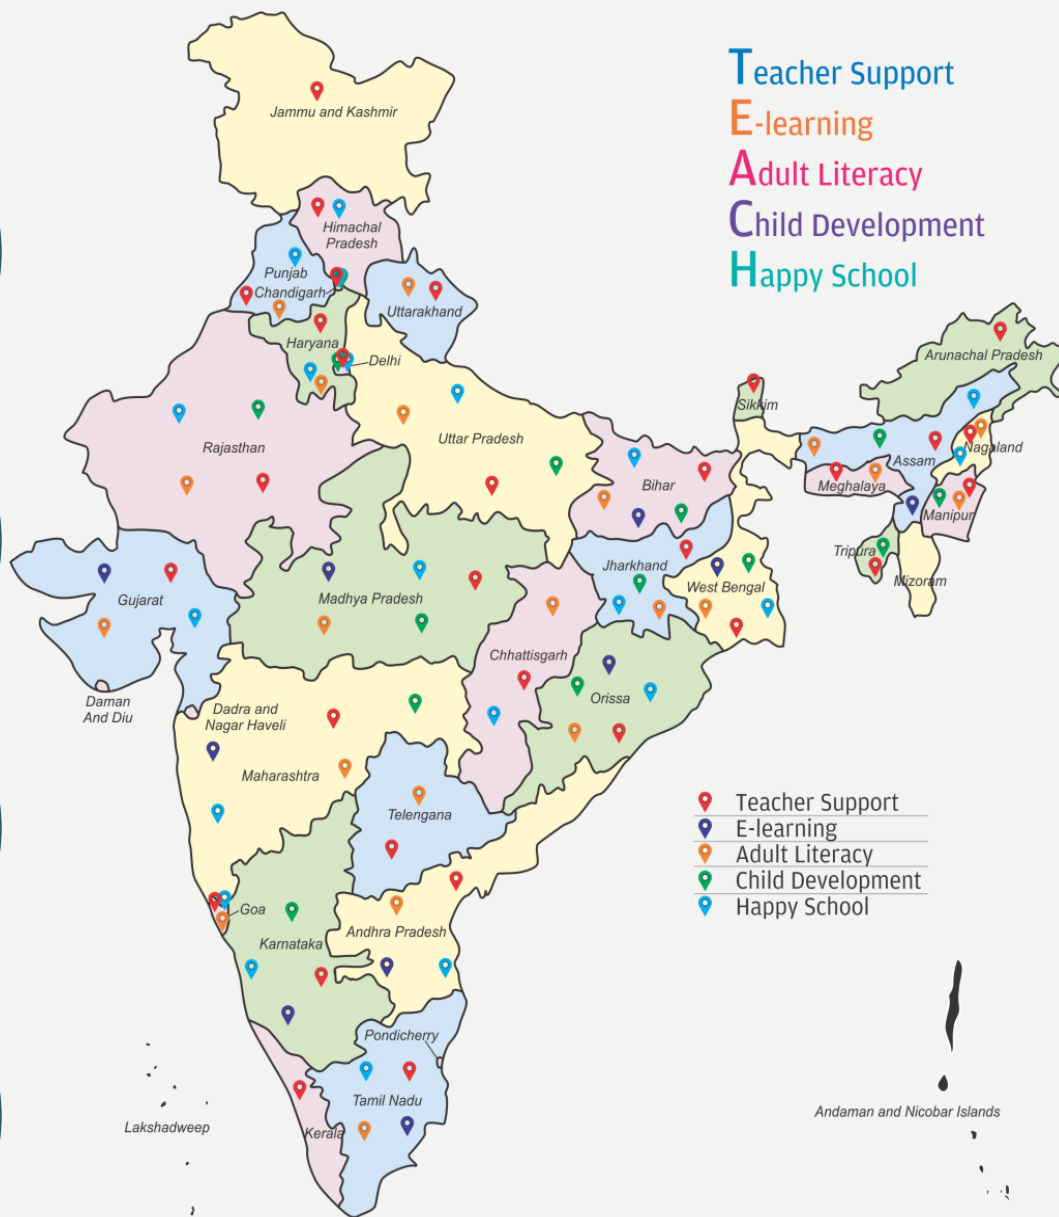 Teacher Support
E-learning
Adult Literacy
Child Development
Happy School
Jammu and Kashmir
Himachal
Pradesh
Punjab
Chandigarh
Uttarakhand
Haryana
Delhi
Arunachal Pradesh
Sikkim
Rajasthan
Uttar Pradesh
Nagaland
Assam
Bihar
Meghalaya
Manipur
Tripura
Jharkhand
Mizoram
West Bengal
Gujarat
Madhya Pradesh
Chhattisgarh
Orissa
Daman
And Diu
Dadra and
Nagar Haveli
Maharashtra
Telengana
Teacher Support
E-learning
Adult Literacy
Child Development
Happy School
Goa
Andhra Pradesh
Karnataka
Pondicherry
Tamil Nadu
Andaman and Nicobar Islands
Lakshadweep
Kerala